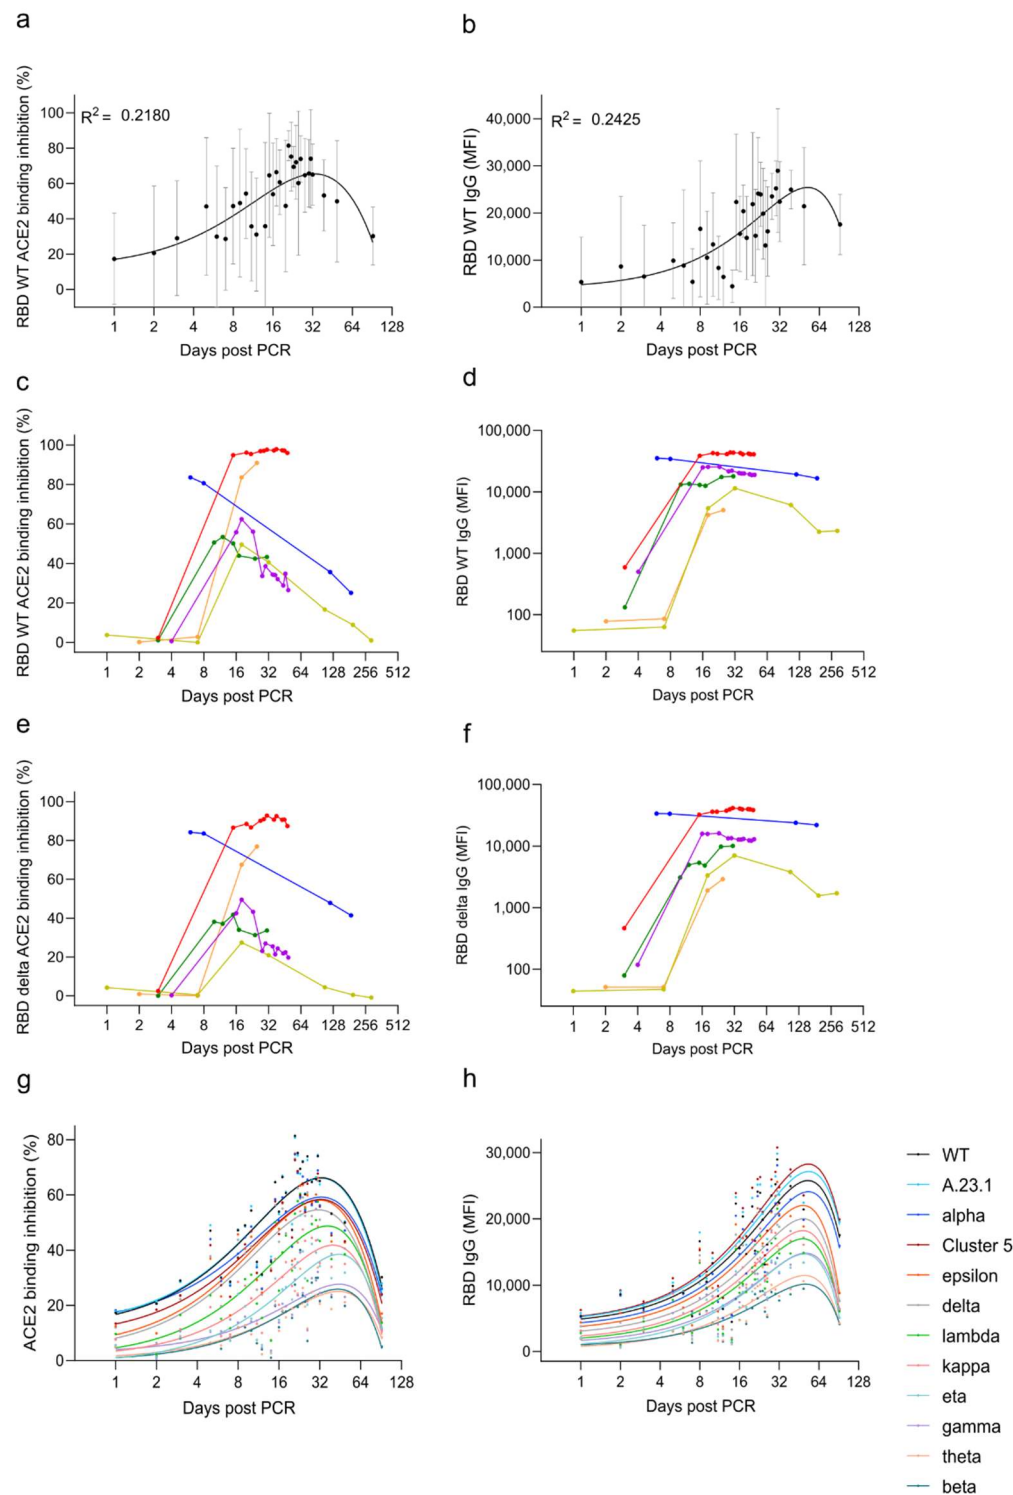 a
RBD WT ACE2 binding inhibition (%)
R2 = 0.2180
100
80
60
40
20
0
1 2 4 8 16 32 64 128
Days post PCR
b
RBD WT IgG (MFI)
R2 = 0.2425
40,000
30,000
20,000
10,000
0
1 2 4 8 16 32 64 128
Days post PCR
c
RBD WT ACE2 binding inhibition (%)
100
80
60
40
20
0
1 2 4 8 16 32 64 128 256 512
Days post PCR
d
RBD WT IgG (MFI)
100,000
10,000
1,000
100
1 2 4 8 16 32 64 128 256 512
Days post PCR
e
RBD delta ACE2 binding inhibition (%)
100
80
60
40
20
0
1 2 4 8 16 32 64 128 256 512
Days post PCR
f
RBD delta IgG (MFI)
100,000
10,000
1,000
100
1 2 4 8 16 32 64 128 256 512
Days post PCR
g
ACE2 binding inhibition (%)
80
60
40
20
0
1 2 4 8 16 32 64 128
Days post PCR
h
RBD IgG (MFI)
30,000
20,000
10,000
0
1 2 4 8 16 32 64 128
Days post PCR
WT
A.23.1
alpha
Cluster 5
epsilon
delta
lambda
kappa
eta
gamma
theta
beta